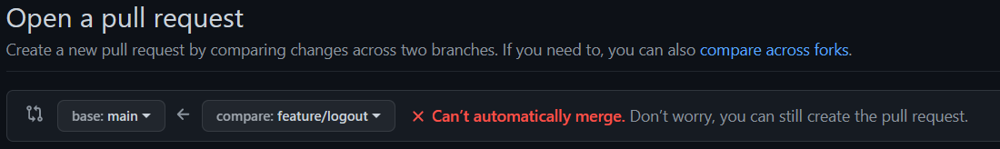 Open a pull request
Create a new pull request by comparing changes across two branches. If you need to, you can also compare across forks.
base: main compare: feature/logout Can’t automatically merge. Don’t worry, you can still create the pull request.